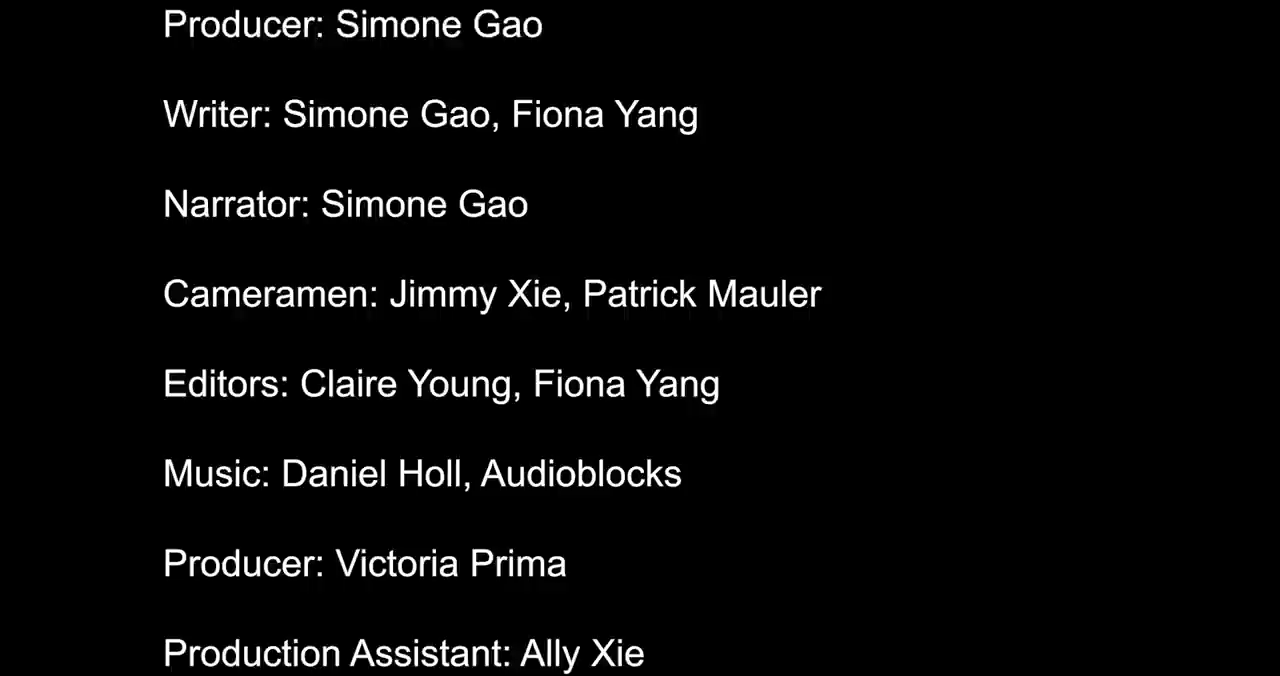 Producer: Simone Gao
Writer: Simone Gao, Fiona Yang
Narrator: Simone Gao
Cameramen: Jimmy Xie, Patrick Mauler
Editors: Claire Young, Fiona Yang
Music: Daniel Holl, Audioblocks
Producer: Victoria Prima
Production Assistant: Ally Xie